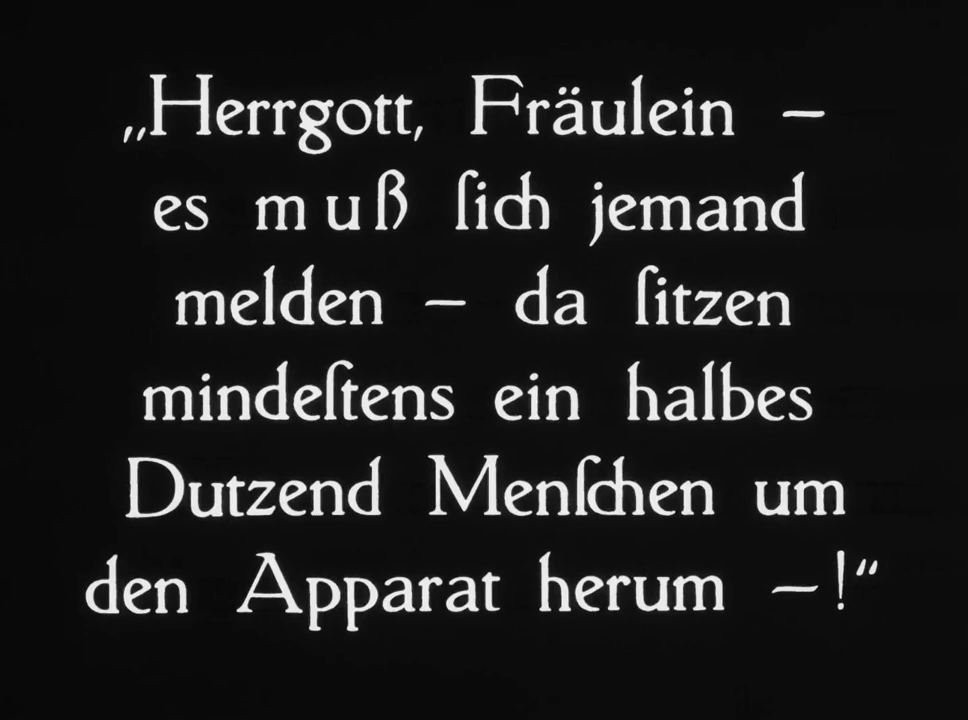 „Herrgott, Fräulein –
es muß ſich jemand
melden – da ſitzen
mindeſtens ein halbes
Dutzend Menſchen um
den Apparat herum –!“